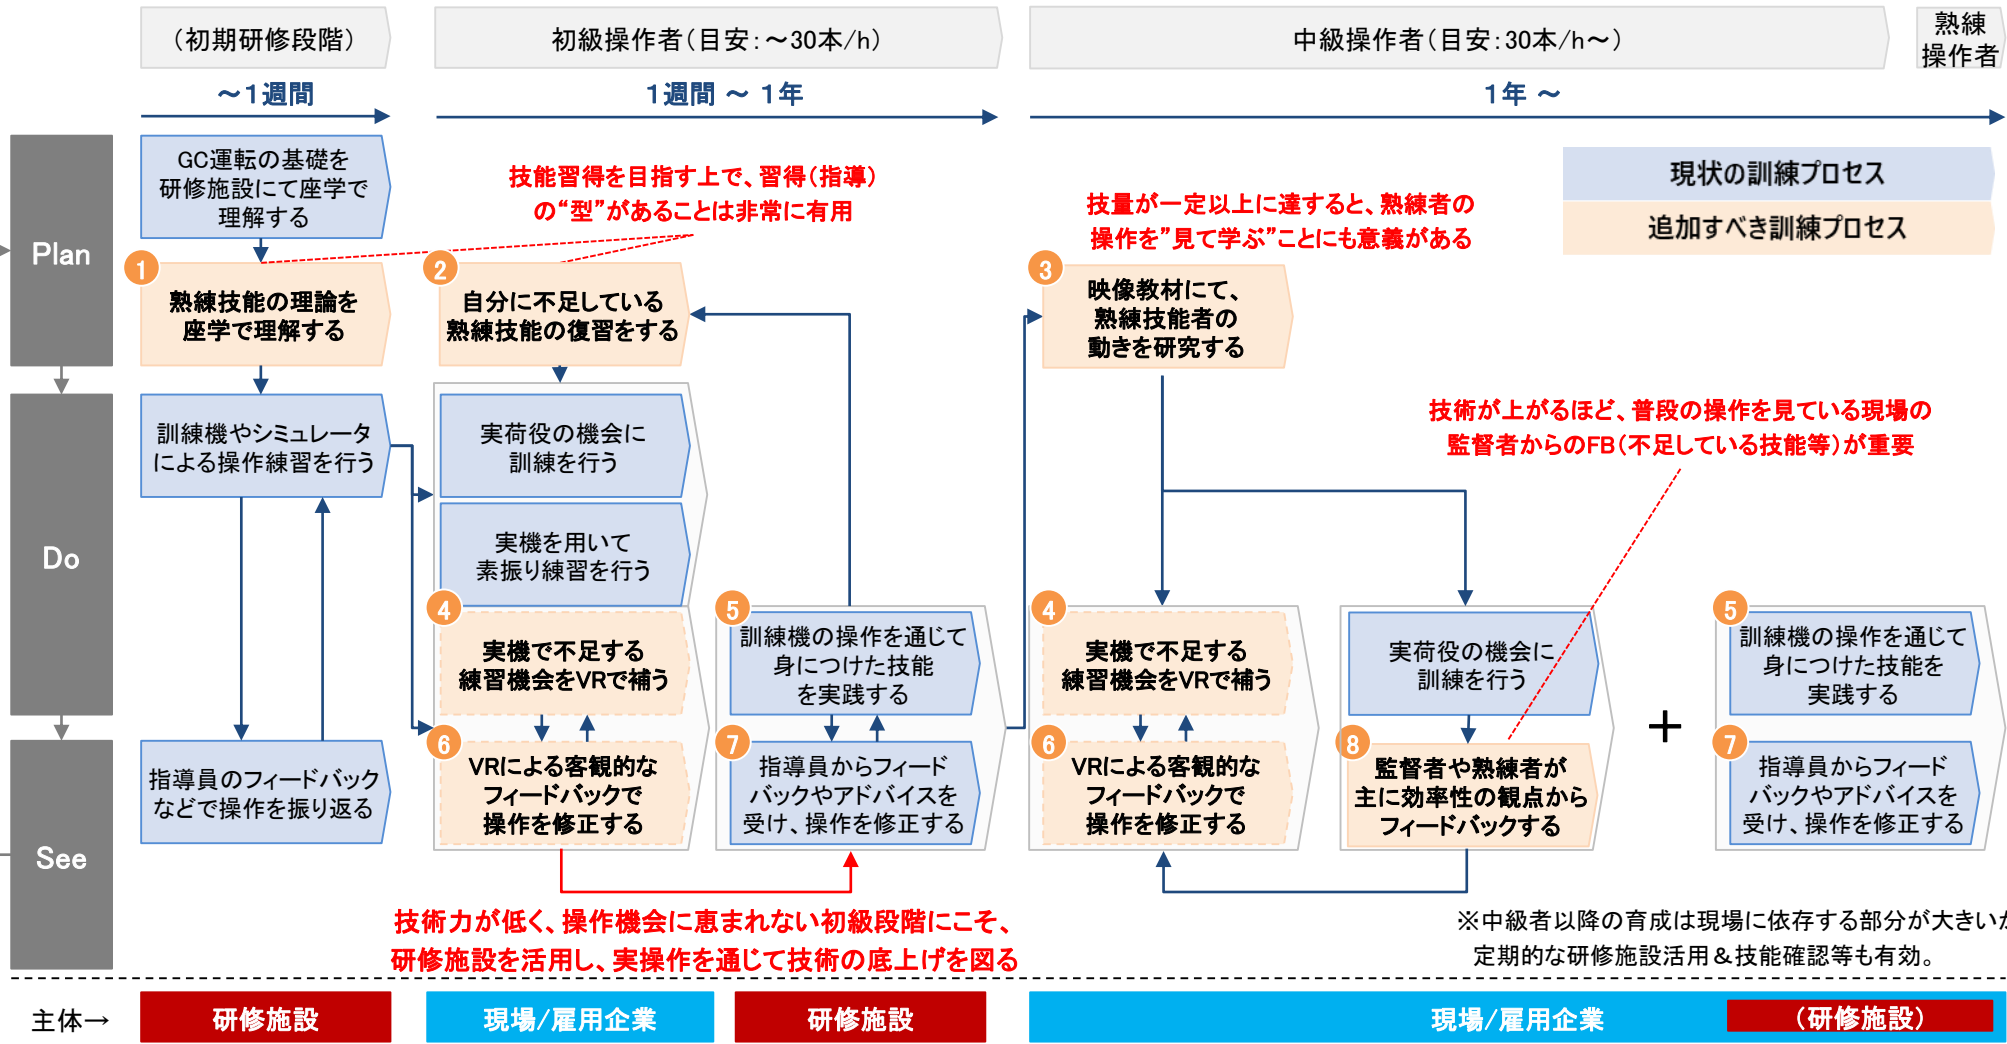 （初期研修段階）
初級操作者（目安：～30本/h）
中級操作者（目安：30本/h～）
熟練
操作者
～1週間
1週間 ～ 1年
1年 ～
Plan
Do
See
GC運転の基礎を
研修施設にて座学で
理解する
技能習得を目指す上で、習得（指導）
の“型”があることは非常に有用
技量が一定以上に達すると、熟練者の
操作を”見て学ぶ”ことにも意義がある
現状の訓練プロセス
追加すべき訓練プロセス
1
熟練技能の理論を
座学で理解する
2
自分に不足している
熟練技能の復習をする
3
映像教材にて、
熟練技能者の
動きを研究する
訓練機やシミュレータ
による操作練習を行う
実荷役の機会に
訓練を行う
実機を用いて
素振り練習を行う
技術が上がるほど、普段の操作を見ている現場の
監督者からのFB（不足している技能等）が重要
4
実機で不足する
練習機会をVRで補う
5
訓練機の操作を通じて
身につけた技能
を実践する
4
実機で不足する
練習機会をVRで補う
実荷役の機会に
訓練を行う
+
5
訓練機の操作を通じて
身につけた技能を
実践する
指導員のフィードバック
などで操作を振り返る
6
VRによる客観的な
フィードバックで
操作を修正する
7
指導員からフィード
バックやアドバイスを
受け、操作を修正する
6
VRによる客観的な
フィードバックで
操作を修正する
8
監督者や熟練者が
主に効率性の観点から
フィードバックする
7
指導員からフィード
バックやアドバイスを
受け、操作を修正する
技術力が低く、操作機会に恵まれない初級段階にこそ、
研修施設を活用し、実操作を通じて技術の底上げを図る
※中級者以降の育成は現場に依存する部分が大きいが
定期的な研修施設活用＆技能確認等も有効。
主体→
研修施設
現場/雇用企業
研修施設
現場/雇用企業
（研修施設）